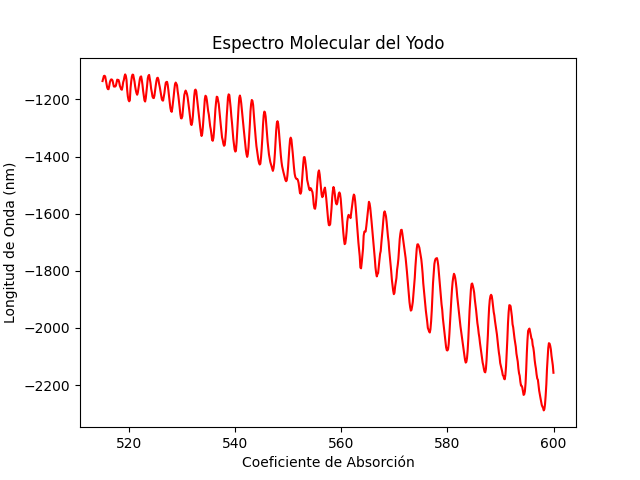 Espectro Molecular del Yodo
Longitud de Onda (nm)
−1200
−1400
−1600
−1800
−2000
−2200
520 540 560 580 600
Coeficiente de Absorción